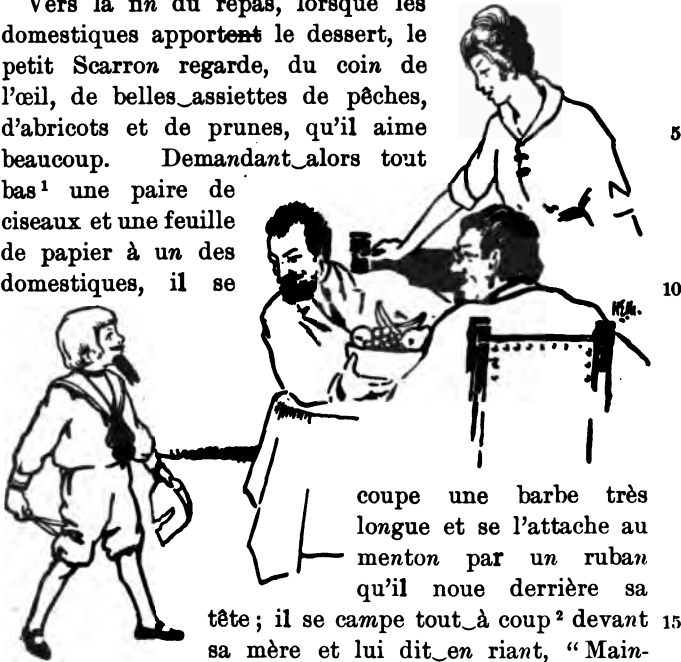 Vers la fin du repas, lorsque les
domestiques apportent le dessert, le
petit Scarron regarde, du coin de
l'œil, de belles‿assiettes de pêches,
d'abricots et de prunes, qu'il aime 5
beaucoup. Demandant‿alors tout
bas¹ une paire de
ciseaux et une feuille
de papier à un des
domestiques, il se 10
coupe une barbe très
longue et se l'attache au
menton par un ruban
qu'il noue derrière sa
tête ; il se campe tout‿à coup² devant 15
sa mère et lui dit‿en riant, “ Main-